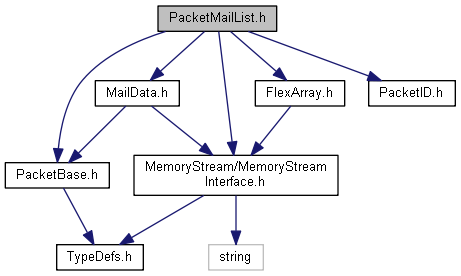 PacketMailList.h
MailData.h
FlexArray.h
PacketID.h
PacketBase.h
MemoryStream/MemoryStream
Interface.h
TypeDefs.h
string